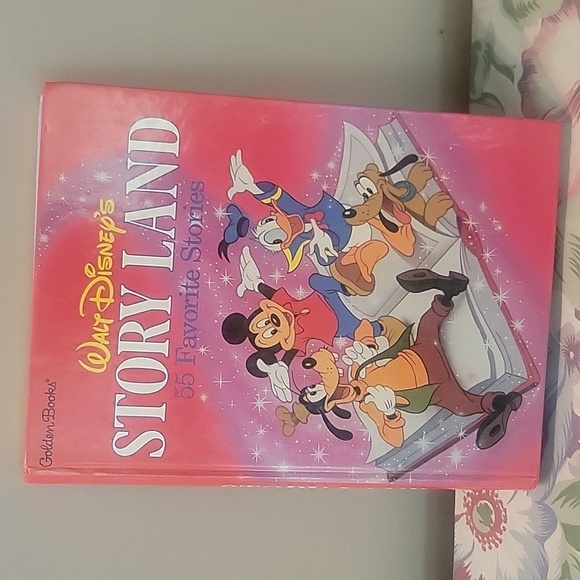 Golden Books®
WALT DISNEY'S
STORY LAND
55 Favorite Stories